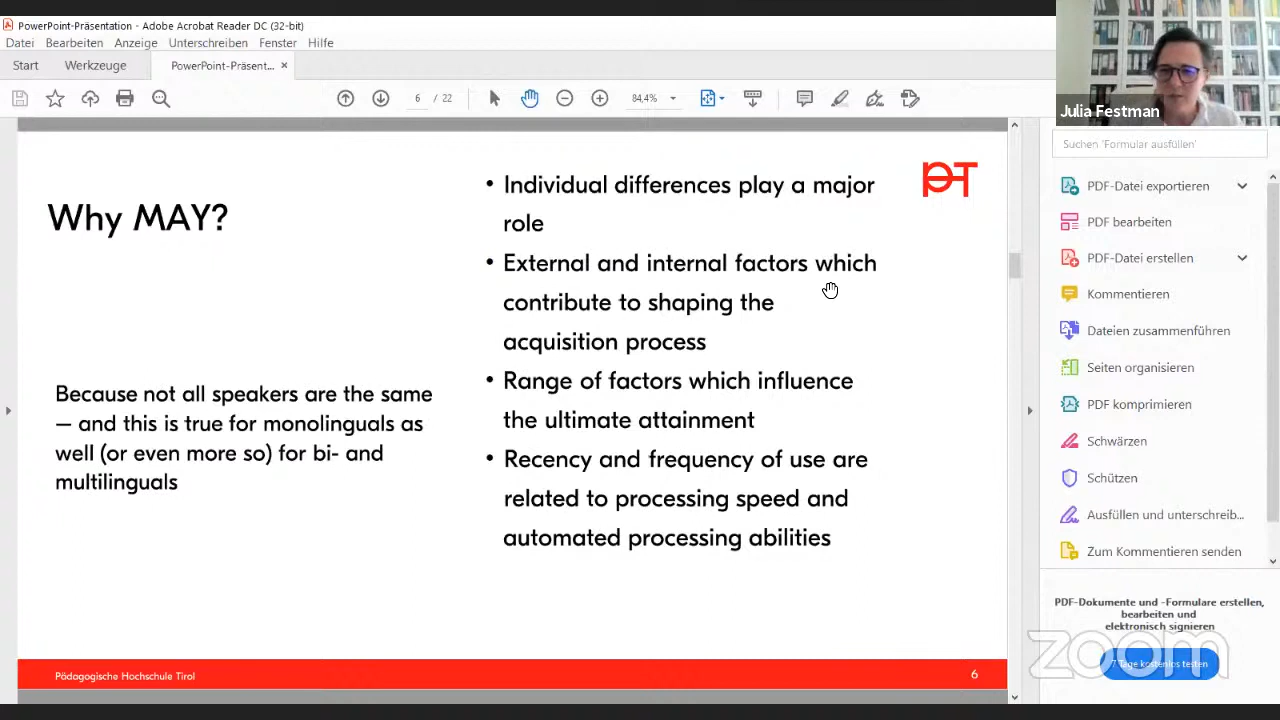 PowerPoint-Präsentation - Adobe Acrobat Reader DC (32-bit)
Datei Bearbeiten Anzeige Unterschreiben Fenster Hilfe
Start Werkzeuge PowerPoint-Präsent... ×
6 / 22 84,4%
Julia Festman
Suchen 'Formular ausfüllen'
Why MAY?
Because not all speakers are the same
– and this is true for monolinguals as
well (or even more so) for bi- and
multilinguals
• Individual differences play a major
role
• External and internal factors which
contribute to shaping the
acquisition process
• Range of factors which influence
the ultimate attainment
• Recency and frequency of use are
related to processing speed and
automated processing abilities
PDF-Datei exportieren
PDF bearbeiten
PDF-Datei erstellen
Kommentieren
Dateien zusammenführen
Seiten organisieren
PDF komprimieren
Schwärzen
Schützen
Ausfüllen und unterschreib...
Zum Kommentieren senden
PDF-Dokumente und -Formulare erstellen,
bearbeiten und
elektronisch signieren
7 Tage kostenlos testen
zoom
Pädagogische Hochschule Tirol 6